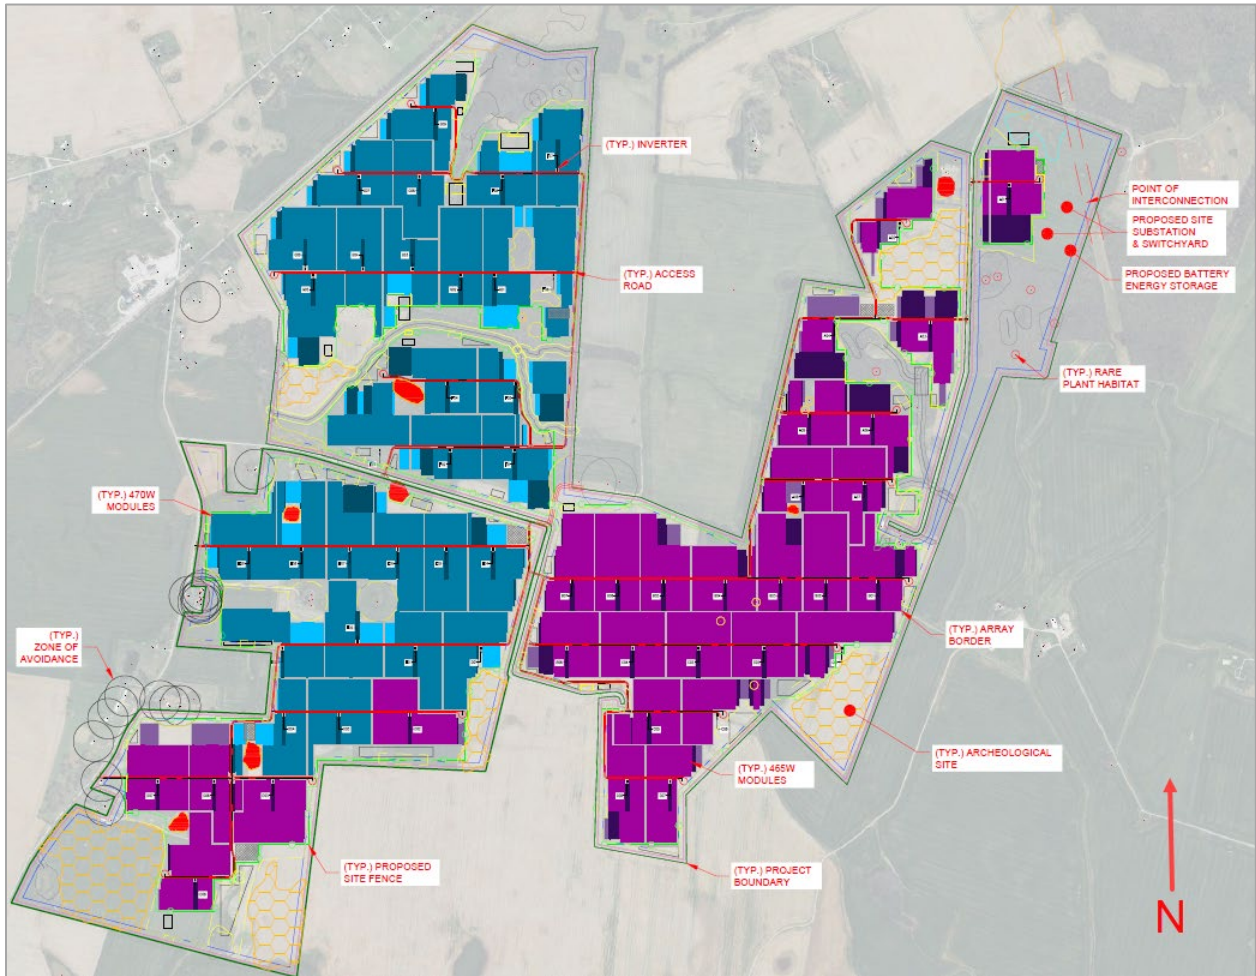 (TYP.) INVERTER
POINT OF
INTERCONNECTION
PROPOSED SITE
SUBSTATION
& SWITCHYARD
PROPOSED BATTERY
ENERGY STORAGE
(TYP.) ACCESS
ROAD
(TYP.) RARE
PLANT HABITAT
(TYP.) 470W
MODULES
(TYP.)
ZONE OF
AVOIDANCE
(TYP.) ARRAY
BORDER
(TYP.) ARCHEOLOGICAL
SITE
(TYP.) 465W
MODULES
(TYP.) PROPOSED
SITE FENCE
(TYP.) PROJECT
BOUNDARY
N